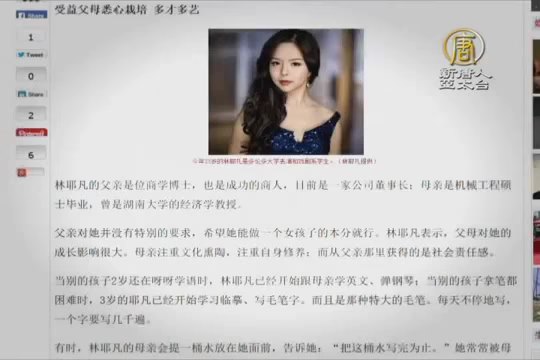 受益父母悉心栽培 多才多艺
Share
1
Tweet
0
Share
2
Pinterest
6
新唐人
亚太台
林耶凡的父亲是位商学博士，也是成功的商人，目前是一家公司董事长；母亲是机械工程硕
士毕业，曾是湖南大学的经济学教授。
父亲对她并没有特别的要求，希望她能做一个女孩子的本分就行。林耶凡表示，父母对她的
成长影响很大。母亲注重文化熏陶，注重自身修养；而从父亲那里获得的是社会责任感。
当别的孩子2岁还在呀呀学语时，林耶凡已经开始跟母亲学英文、弹钢琴；当别的孩子拿笔都
困难时，3岁的耶凡已经开始学习临摹、写毛笔字。而且是那种特大的毛笔。每天不停地写，
一个字要写几千遍。
有时，林耶凡的母亲会提一桶水放在她面前，告诉她：“把这桶水写完为止。”她常常被母